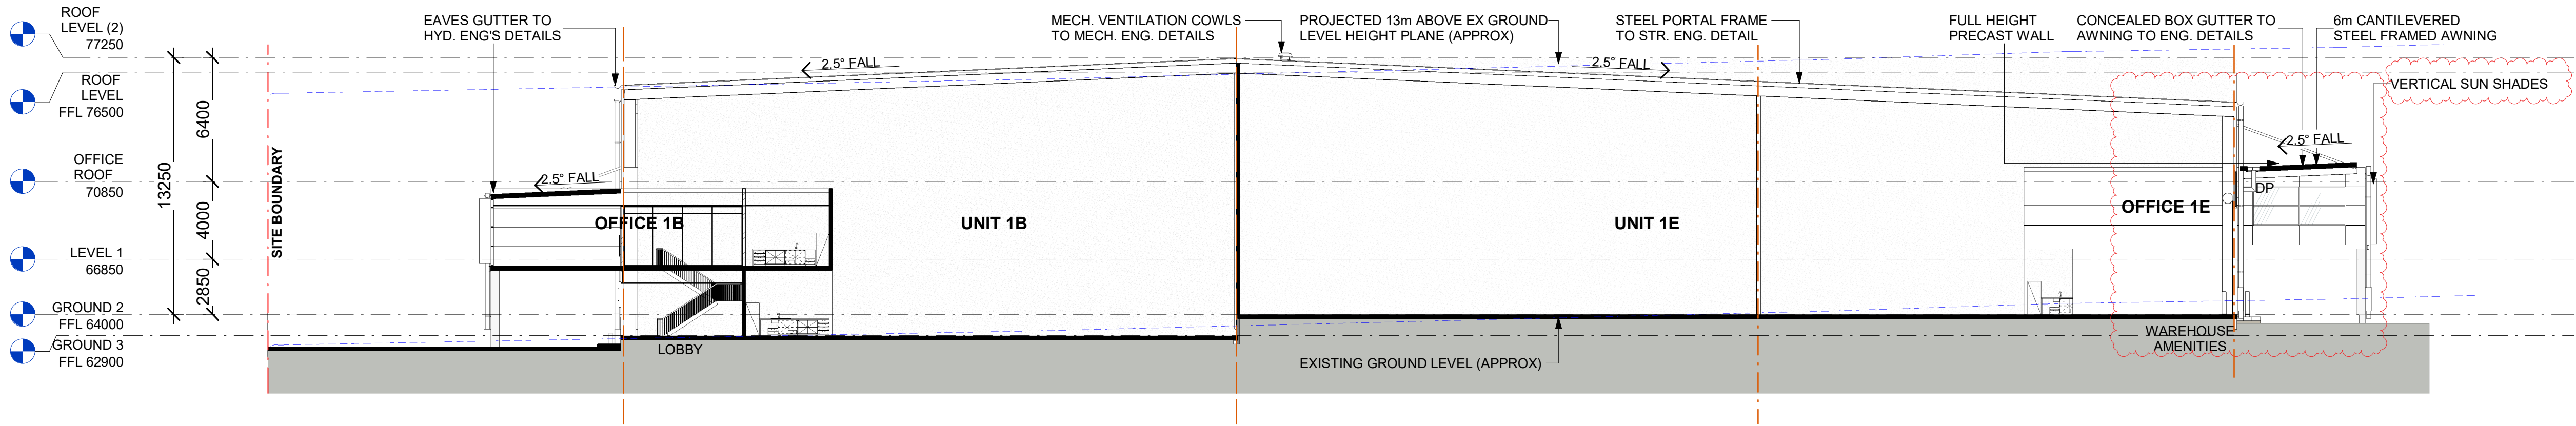 ROOF
LEVEL (2)
77250
ROOF
LEVEL
FFL 76500
OFFICE
ROOF
70850
LEVEL 1
66850
GROUND 2
FFL 64000
GROUND 3
FFL 62900
13250
6400
4000
2850
SITE BOUNDARY
EAVES GUTTER TO
HYD. ENG'S DETAILS
MECH. VENTILATION COWLS
TO MECH. ENG. DETAILS
PROJECTED 13m ABOVE EX GROUND
LEVEL HEIGHT PLANE (APPROX)
STEEL PORTAL FRAME
TO STR. ENG. DETAIL
FULL HEIGHT
PRECAST WALL
CONCEALED BOX GUTTER TO
AWNING TO ENG. DETAILS
6m CANTILEVERED
STEEL FRAMED AWNING
VERTICAL SUN SHADES
2.5° FALL
2.5° FALL
2.5° FALL
2.5° FALL
OFFICE 1B
UNIT 1B
UNIT 1E
OFFICE 1E
DP
LOBBY
EXISTING GROUND LEVEL (APPROX)
WAREHOUSE
AMENITIES